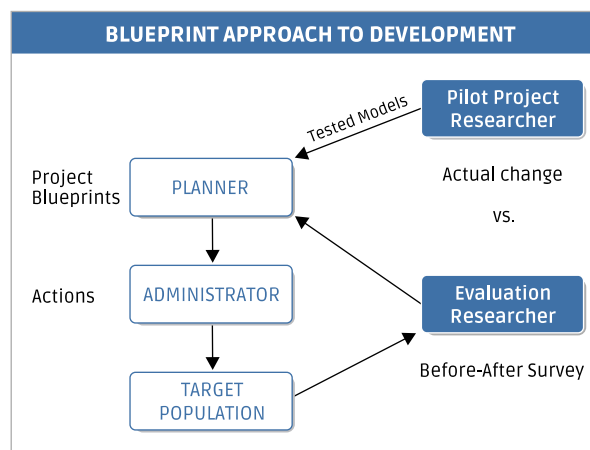 BLUEPRINT APPROACH TO DEVELOPMENT
Pilot Project
Researcher
Tested Models
Project
Blueprints
PLANNER
Actual change
vs.
Actions
ADMINISTRATOR
Evaluation
Researcher
Before-After Survey
TARGET
POPULATION